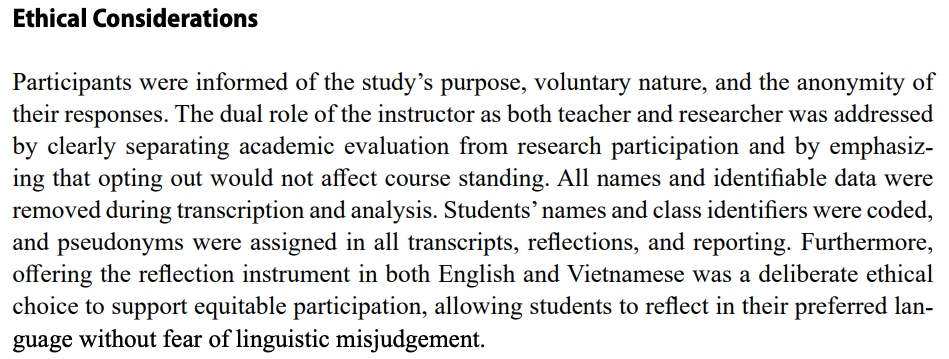 Ethical Considerations
Participants were informed of the study’s purpose, voluntary nature, and the anonymity of
their responses. The dual role of the instructor as both teacher and researcher was addressed
by clearly separating academic evaluation from research participation and by emphasiz-
ing that opting out would not affect course standing. All names and identifiable data were
removed during transcription and analysis. Students’ names and class identifiers were coded,
and pseudonyms were assigned in all transcripts, reflections, and reporting. Furthermore,
offering the reflection instrument in both English and Vietnamese was a deliberate ethical
choice to support equitable participation, allowing students to reflect in their preferred lan-
guage without fear of linguistic misjudgement.